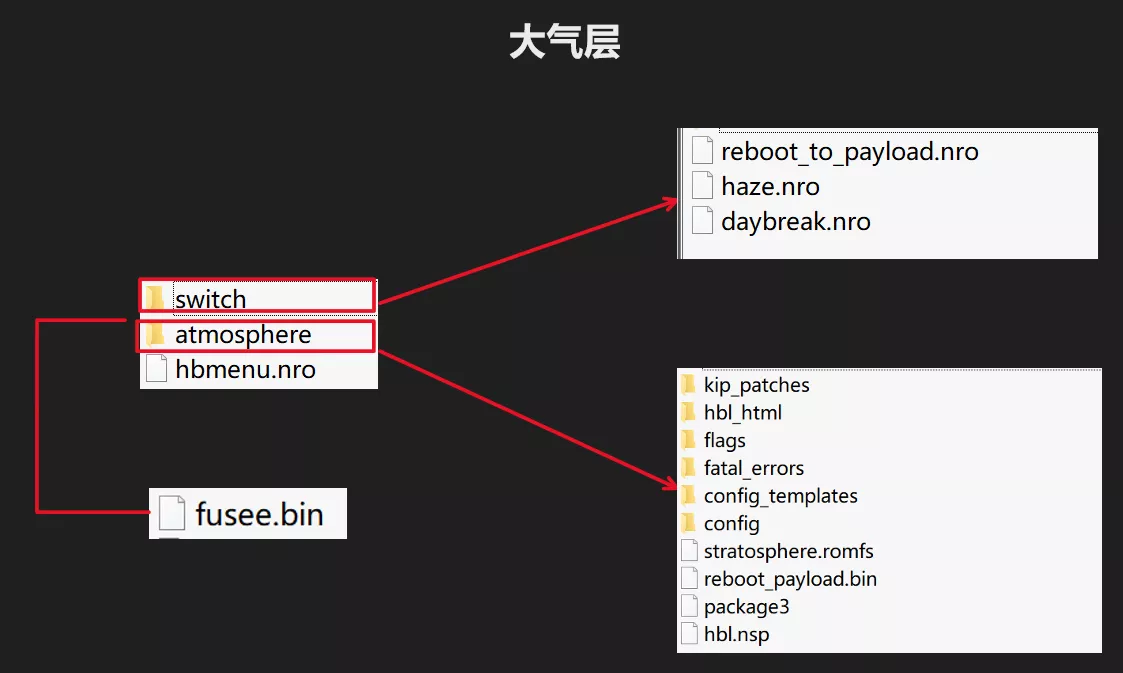 大气层
switch
atmosphere
hbmenu.nro
fusee.bin
reboot_to_payload.nro
haze.nro
daybreak.nro
kip_patches
hbl_html
flags
fatal_errors
config_templates
config
stratosphere.romfs
reboot_payload.bin
package3
hbl.nsp